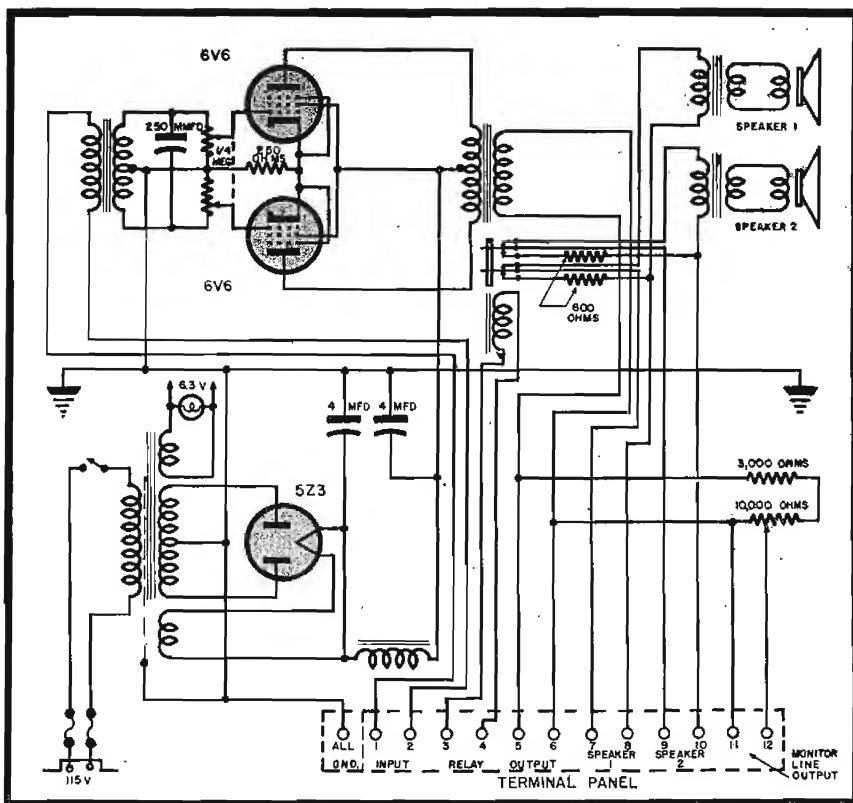 6V6
250 MMFD
1/4
MEG
250
OHMS
6V6
SPEAKER 1
SPEAKER 2
600
OHMS
6.3 V
4 MFD
4 MFD
5Z3
3,000 OHMS
10,000 OHMS
115 V
ALL
GND.
1
2
INPUT
3
4
RELAY
5
6
OUTPUT
7
8
SPEAKER
1
9
10
SPEAKER
2
11
12
MONITOR
LINE
OUTPUT
TERMINAL PANEL